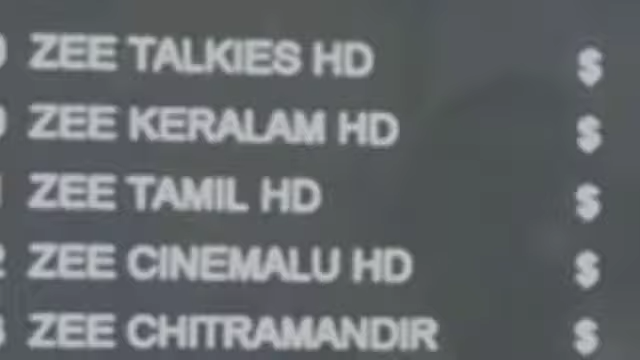 ZEE TALKIES HD $
ZEE KERALAM HD $
ZEE TAMIL HD $
ZEE CINEMALU HD $
ZEE CHITRAMANDIR $